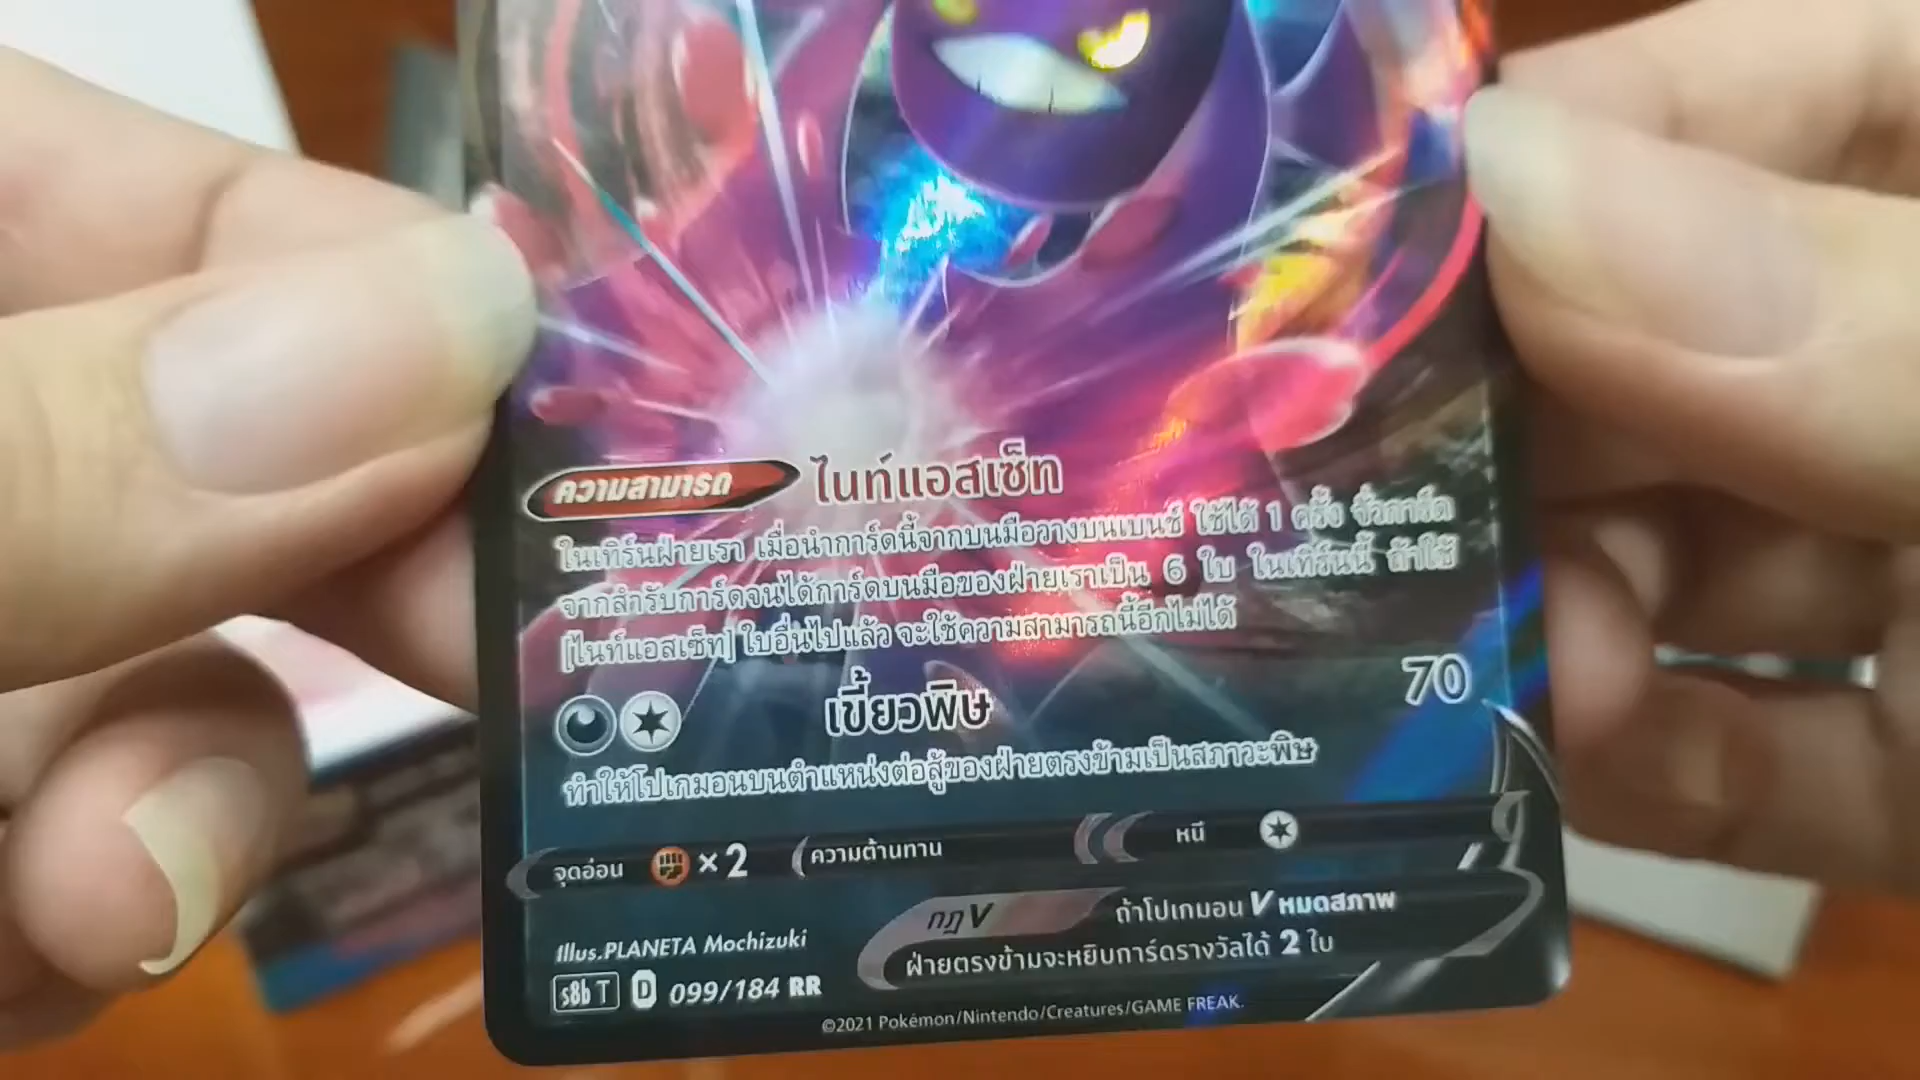 ความสามารถ ไนท์แอสเซ็ท
ในเทิร์นฝ่ายเรา เมื่อนำการ์ดนี้จากบนมือวางบนเบนช์ ใช้ได้ 1 ครั้ง จั่วการ์ด
จากสำรับการ์ดจนได้การ์ดบนมือของฝ่ายเราเป็น 6 ใบ ในเทิร์นนี้ ถ้าใช้
[ไนท์แอสเซ็ท] ใบอื่นไปแล้ว จะใช้ความสามารถนี้อีกไม่ได้
เขี้ยวพิษ 70
ทำให้โปเกมอนบนตำแหน่งต่อสู้ของฝ่ายตรงข้ามเป็นสภาวะพิษ
จุดอ่อน ×2 ความต้านทาน หนี
กฎV ถ้าโปเกมอน V หมดสภาพ
ฝ่ายตรงข้ามจะหยิบการ์ดรางวัลได้ 2 ใบ
Illus.PLANETA Mochizuki
s8b T D 099/184 RR
©2021 Pokémon/Nintendo/Creatures/GAME FREAK.